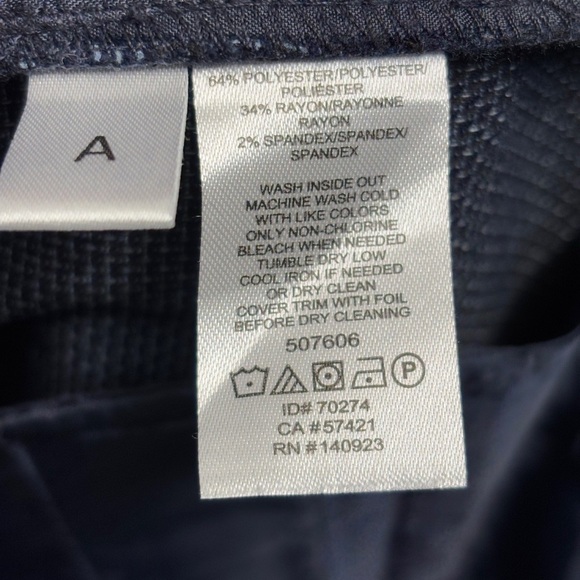 A
64% POLYESTER/POLYESTER/
POLIÉSTER
34% RAYON/RAYONNE
RAYON
2% SPANDEX/SPANDEX/
SPANDEX
WASH INSIDE OUT
MACHINE WASH COLD
WITH LIKE COLORS
ONLY NON-CHLORINE
BLEACH WHEN NEEDED
TUMBLE DRY LOW
COOL IRON IF NEEDED
OR DRY CLEAN
COVER TRIM WITH FOIL
BEFORE DRY CLEANING
507606
P
ID# 70274
CA #57421
RN #140923